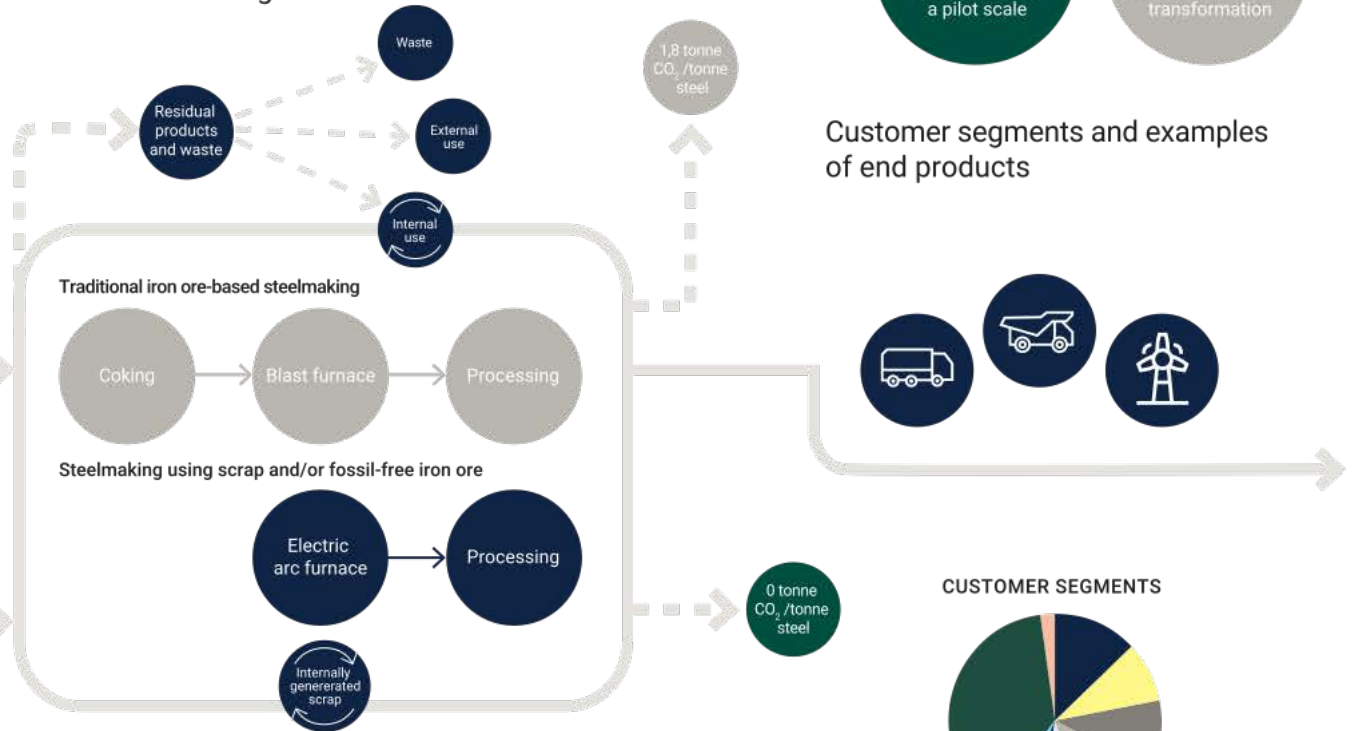 Waste
Residual
products
and waste
External
use
Internal
use
1,8 tonne
CO2 /tonne
steel
a pilot scale
transformation
Customer segments and examples
of end products
Traditional iron ore-based steelmaking
Coking
Blast furnace
Processing
Steelmaking using scrap and/or fossil-free iron ore
Electric
arc furnace
Processing
Internally
genererated
scrap
0 tonne
CO2 /tonne
steel
CUSTOMER SEGMENTS